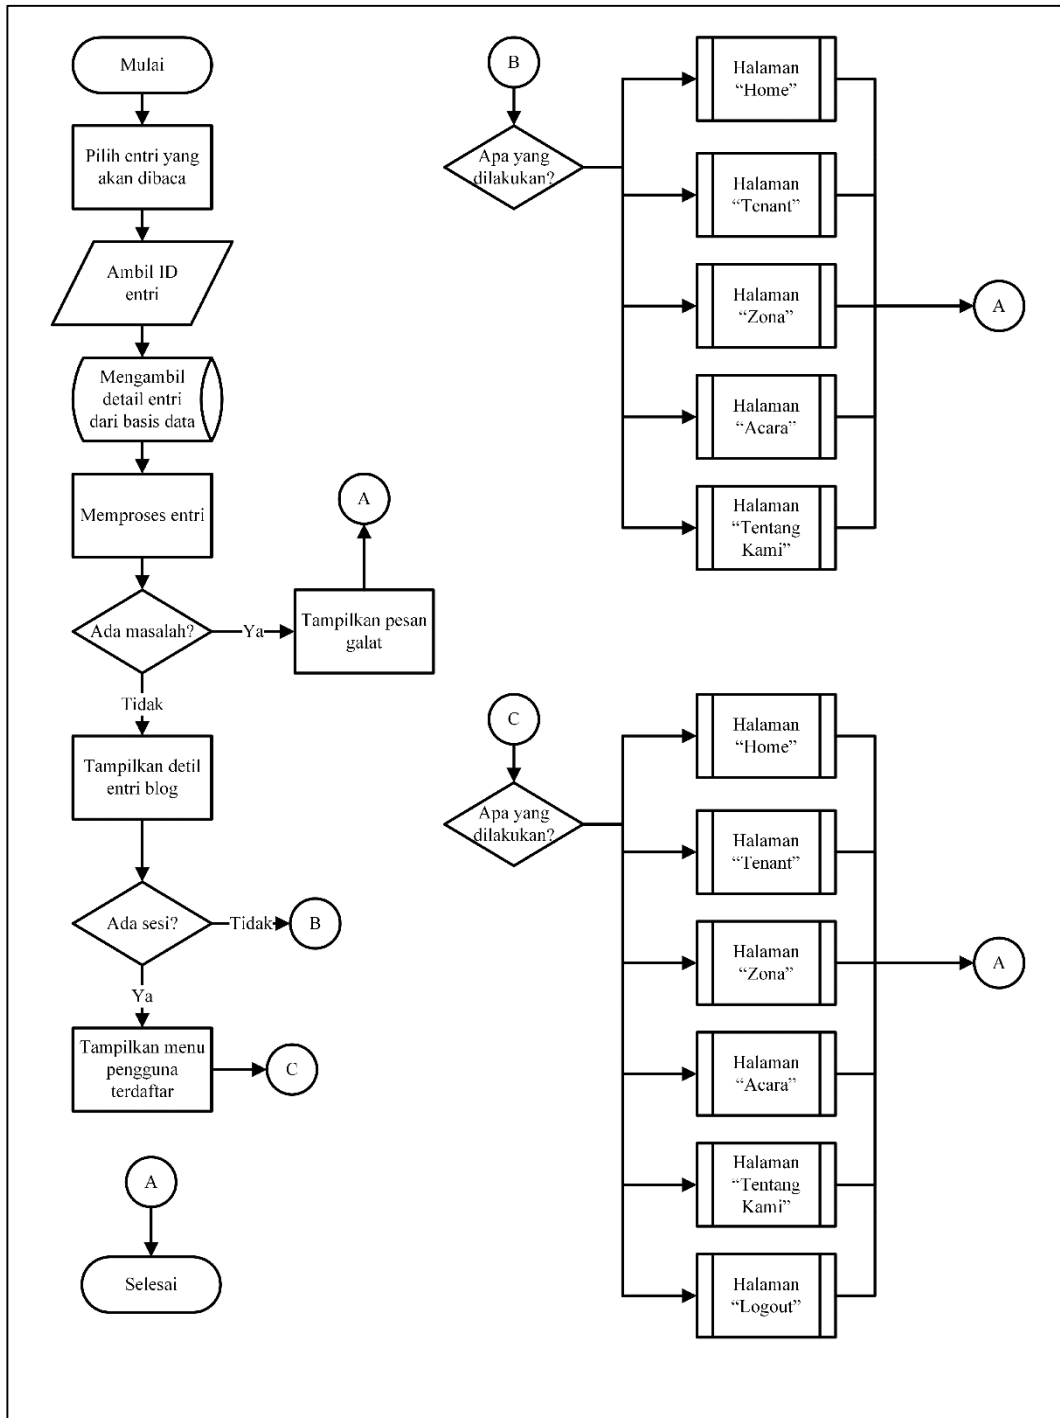 Mulai
Pilih entri yang
akan dibaca
Ambil ID
entri
Mengambil
detail entri
dari basis data
Memproses entri
Ada masalah?
Ya
Tampilkan pesan
galat
A
Tidak
Tampilkan detil
entri blog
Ada sesi?
Tidak
B
Ya
Tampilkan menu
pengguna
terdaftar
C
A
Selesai
B
Apa yang
dilakukan?
Halaman
“Home”
Halaman
“Tenant”
Halaman
“Zona”
Halaman
“Acara”
Halaman
“Tentang
Kami”
A
C
Apa yang
dilakukan?
Halaman
“Home”
Halaman
“Tenant”
Halaman
“Zona”
Halaman
“Acara”
Halaman
“Tentang
Kami”
Halaman
“Logout”
A